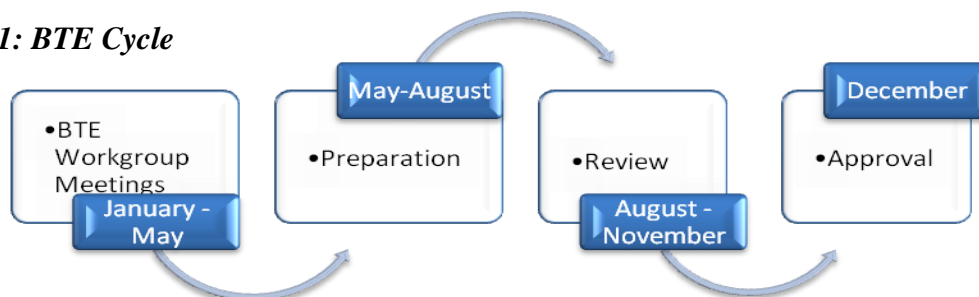 1: BTE Cycle
•BTE
Workgroup
Meetings
January -
May
May-August
•Preparation
•Review
August -
November
December
•Approval